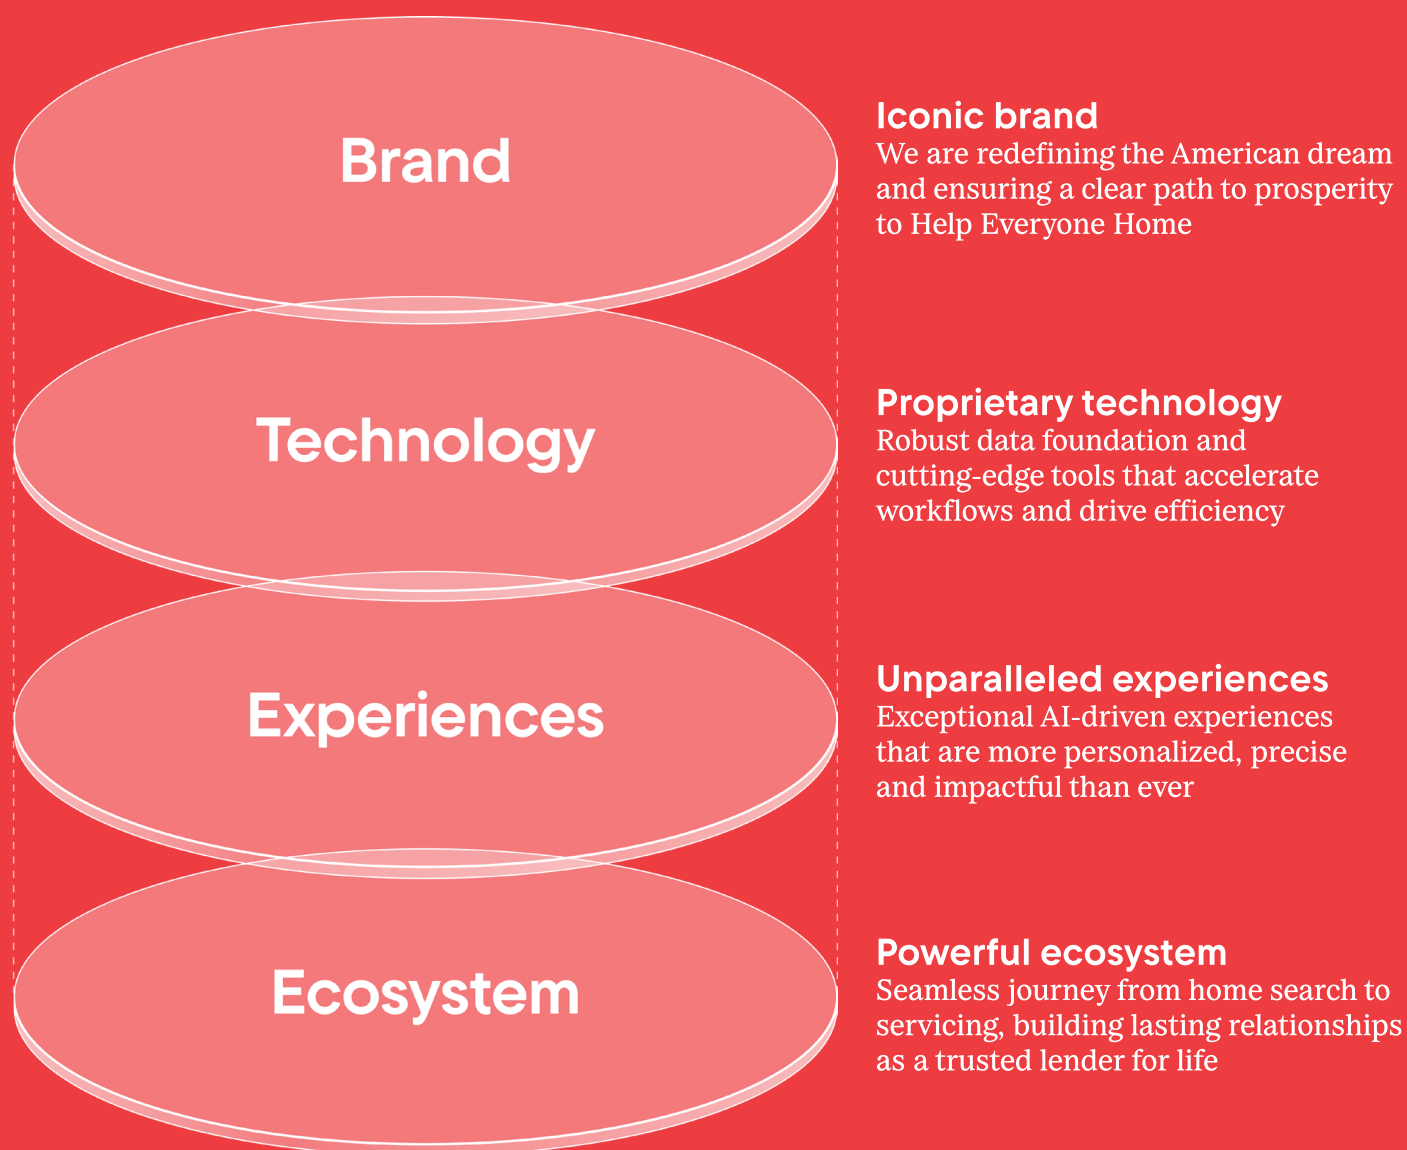 Brand
Iconic brand
We are redefining the American dream
and ensuring a clear path to prosperity
to Help Everyone Home
Technology
Proprietary technology
Robust data foundation and
cutting-edge tools that accelerate
workflows and drive efficiency
Experiences
Unparalleled experiences
Exceptional AI-driven experiences
that are more personalized, precise
and impactful than ever
Ecosystem
Powerful ecosystem
Seamless journey from home search to
servicing, building lasting relationships
as a trusted lender for life